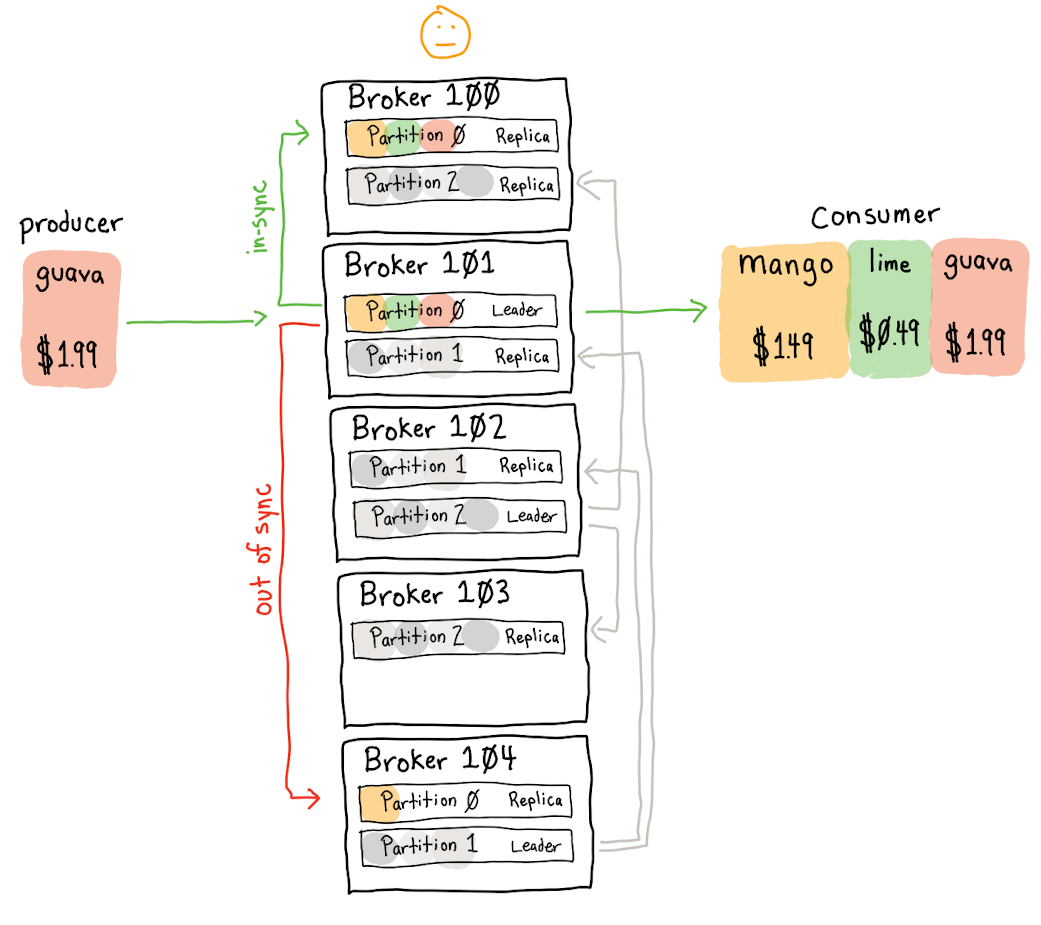 producer
guava
$1.99
in-sync
out of sync
Broker 100
Partition 0 Replica
Partition 2 Replica
Broker 101
Partition 0 Leader
Partition 1 Replica
Broker 102
Partition 1 Replica
Partition 2 Leader
Broker 103
Partition 2 Replica
Broker 104
Partition 0 Replica
Partition 1 Leader
Consumer
mango lime guava
$1.49 $0.49 $1.99